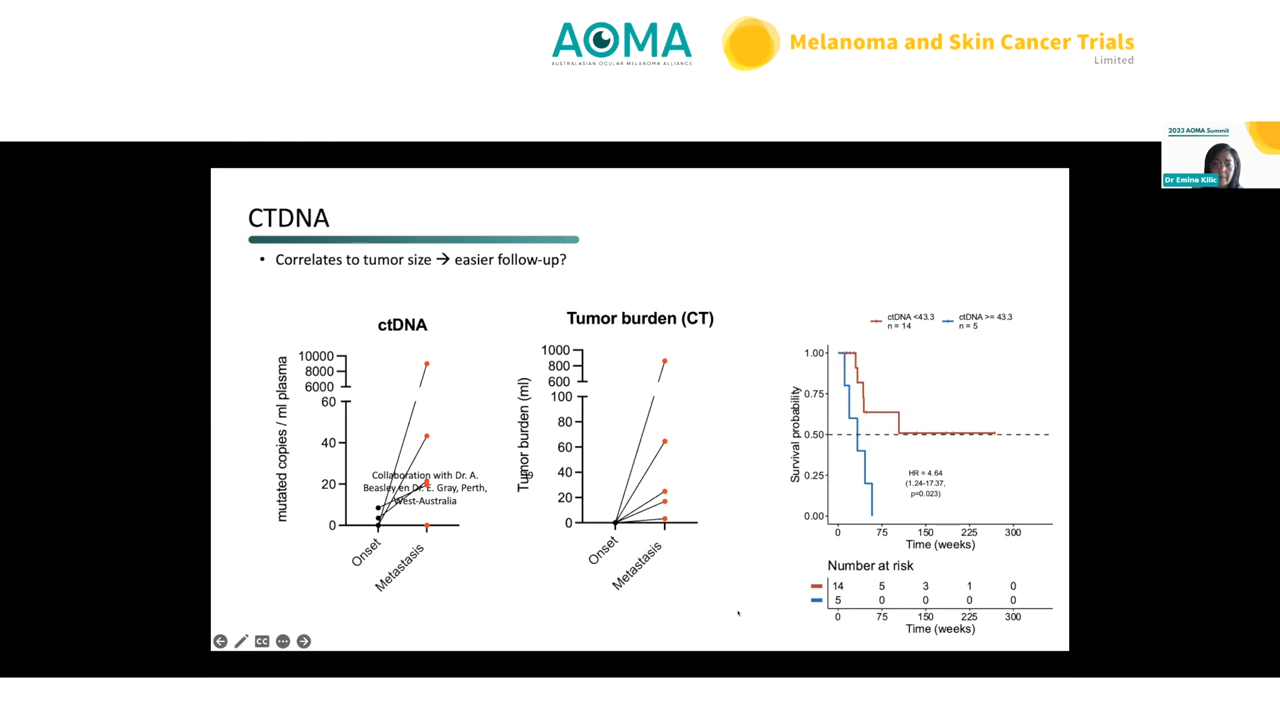 AOMA
AUSTRALASIAN OCULAR MELANOMA ALLIANCE
Melanoma and Skin Cancer Trials
Limited
2023 AOMA Summit
Dr Emine Kilic
CTDNA
• Correlates to tumor size → easier follow-up?
ctDNA
mutated copies / ml plasma
10000
8000
6000
60
40
20
0
Onset
Metastasis
Collaboration with Dr. A.
Beasley en Dr. E. Gray, Perth,
West-Australia
Tumor burden (CT)
Tumor burden (ml)
1000
800
600
100
80
60
40
20
0
Onset
Metastasis
ctDNA <43.3
n = 14
ctDNA >= 43.3
n = 5
Survival probability
1.00
0.75
0.50
0.25
0.00
HR = 4.64
(1.24-17.37,
p=0.023)
0 75 150 225 300
Time (weeks)
Number at risk
14 5 3 1 0
5 0 0 0 0
0 75 150 225 300
Time (weeks)
CC